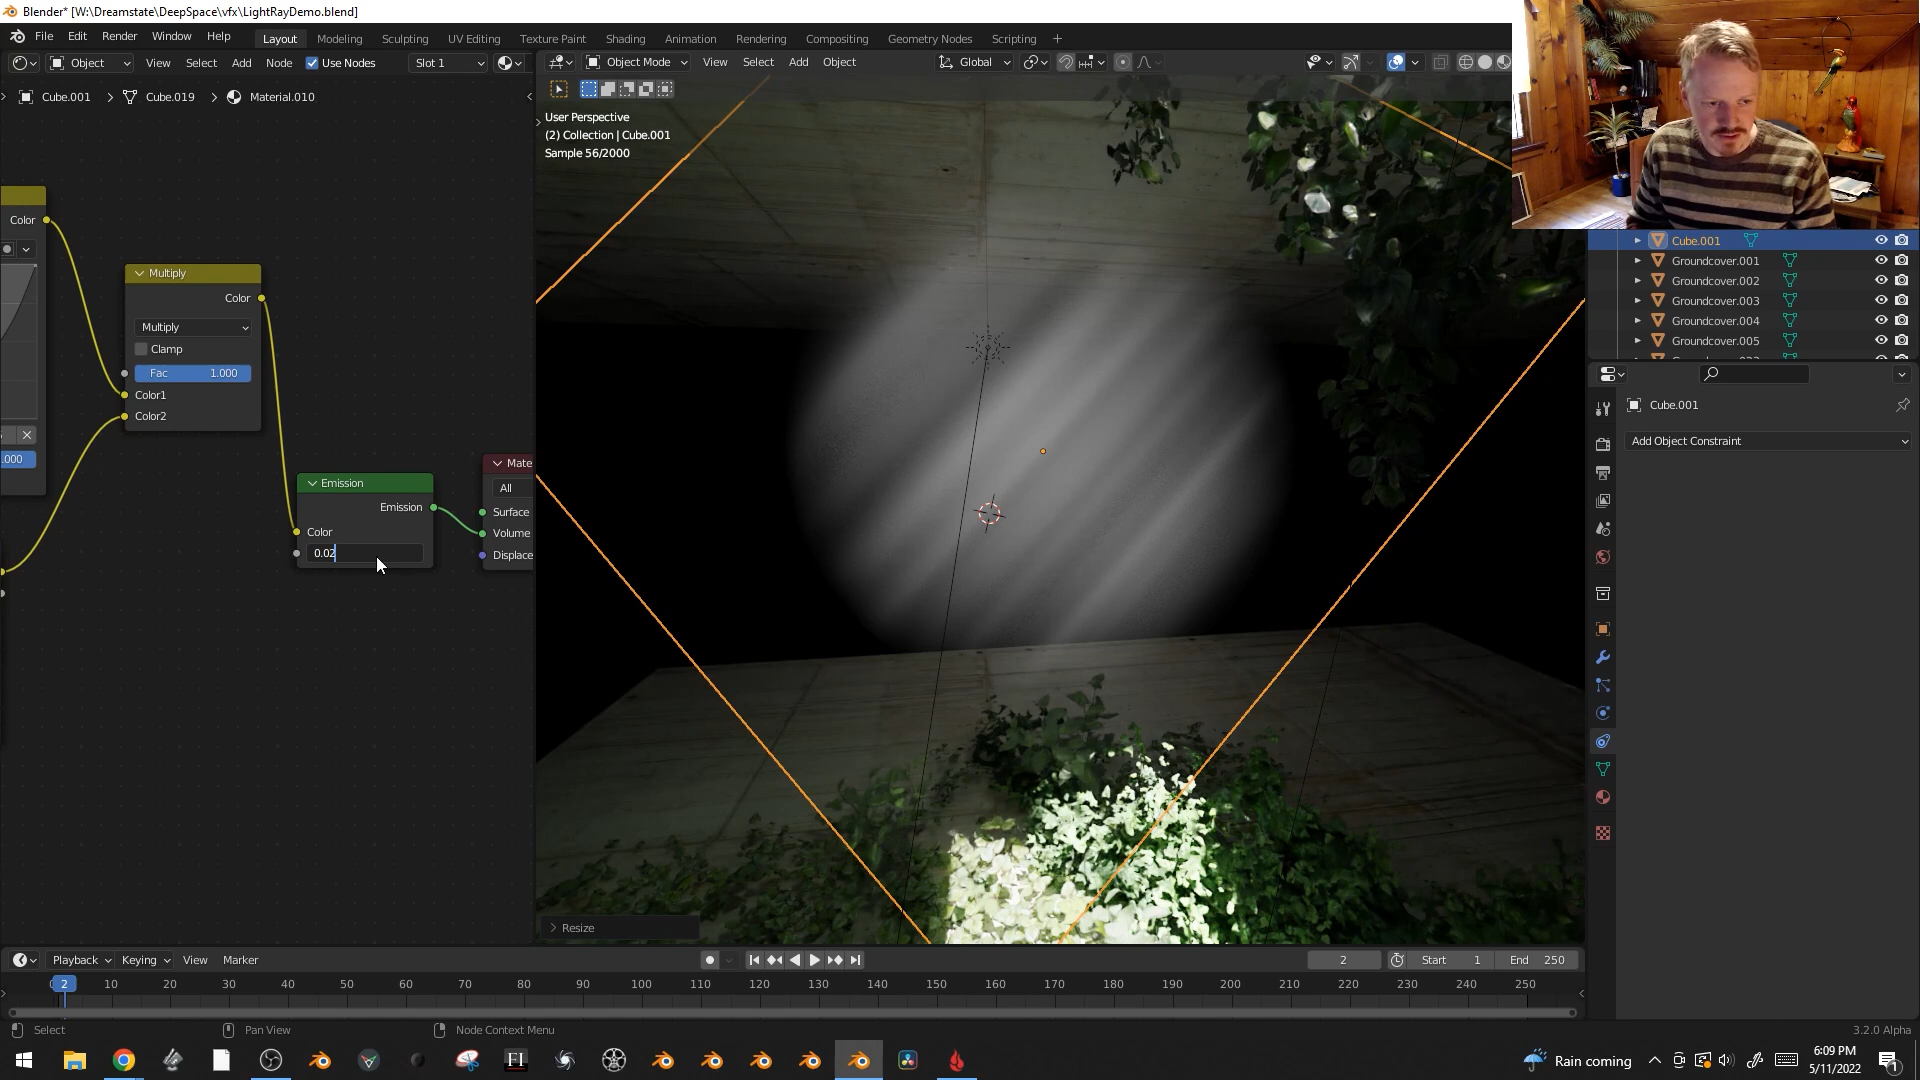 Blender* [W:\Dreamstate\DeepSpace\vfx\LightRayDemo.blend]
File Edit Render Window Help Layout Modeling Sculpting UV Editing Texture Paint Shading Animation Rendering Compositing Geometry Nodes Scripting +
Object View Select Add Node Use Nodes Slot 1
Object Mode View Select Add Object Global
Cube.001 > Cube.019 > Material.010
User Perspective
(2) Collection | Cube.001
Sample 56/2000
Color
Multiply
Color
Multiply
Clamp
Fac 1.000
Color1
Color2
.000
Emission
Emission
Color
0.02
Mate
All
Surface
Volume
Displace
Resize
Cube.001
Groundcover.001
Groundcover.002
Groundcover.003
Groundcover.004
Groundcover.005
Cube.001
Add Object Constraint
Playback Keying View Marker 2 Start 1 End 250
2 10 20 30 40 50 60 70 80 90 100 110 120 130 140 150 160 170 180 190 200 210 220 230 240 250
Select Pan View Node Context Menu 3.2.0 Alpha
FI
Rain coming
6:09 PM
5/11/2022
1